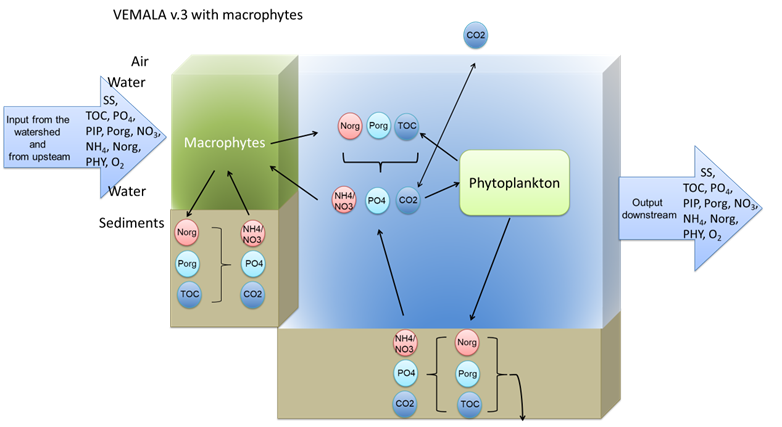 VEMALA v.3 with macrophytes
CO2
Air
Water
Input from the
watershed
and
from upsteam
SS,
TOC, PO4,
PIP, Porg, NO3,
NH4, Norg,
PHY, O2
Macrophytes
Norg Porg TOC
NH4/
NO3
PO4 CO2
Phytoplankton
Output
downstream
SS,
TOC, PO4,
PIP, Porg, NO3,
NH4, Norg,
PHY, O2
Water
Sediments
Norg
Porg
TOC
NH4/
NO3
PO4
CO2
NH4/
NO3
PO4
CO2
Norg
Porg
TOC